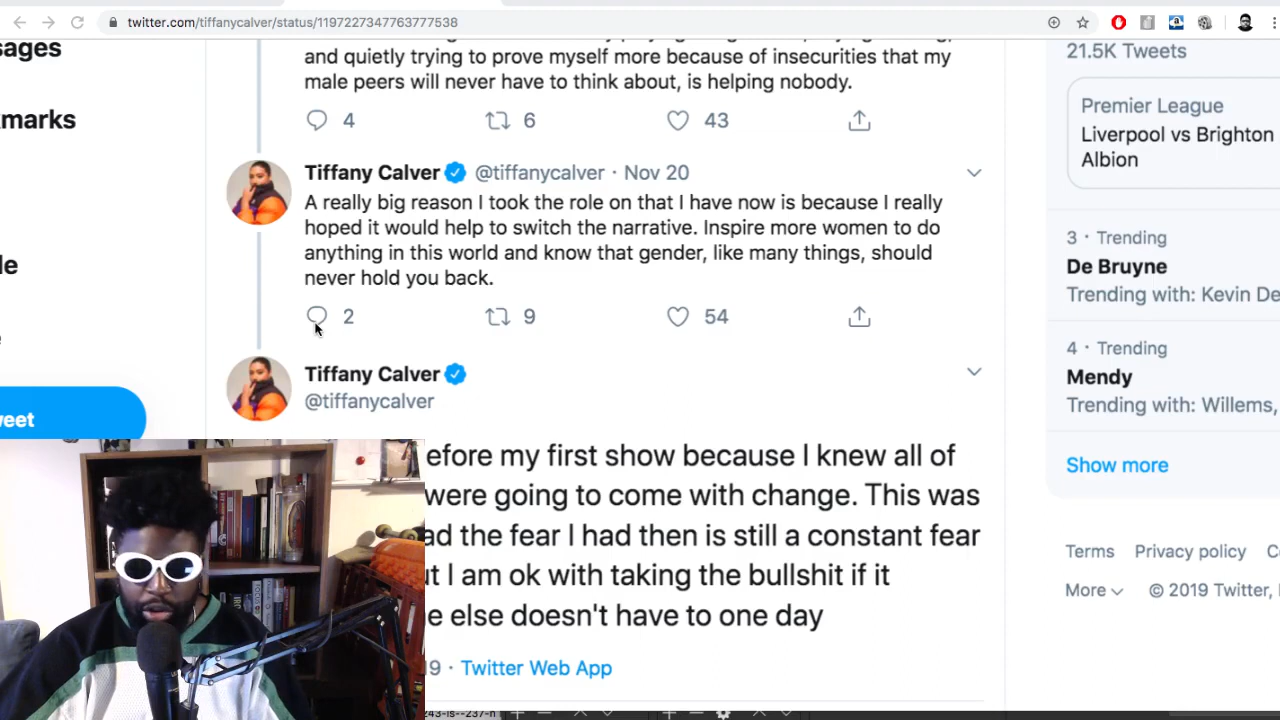 twitter.com/tiffanycalver/status/1197227347763777538
sages
marks
le
e
weet
and quietly trying to prove myself more because of insecurities that my
male peers will never have to think about, is helping nobody.
4 6 43
Tiffany Calver @tiffanycalver · Nov 20
A really big reason I took the role on that I have now is because I really
hoped it would help to switch the narrative. Inspire more women to do
anything in this world and know that gender, like many things, should
never hold you back.
2 9 54
Tiffany Calver
@tiffanycalver
efore my first show because I knew all of
were going to come with change. This was
ad the fear I had then is still a constant fear
ut I am ok with taking the bullshit if it
e else doesn't have to one day
9 · Twitter Web App
21.5K Tweets
Premier League
Liverpool vs Brighton
Albion
3 · Trending
De Bruyne
Trending with: Kevin De
4 · Trending
Mendy
Trending with: Willems,
Show more
Terms Privacy policy C
More © 2019 Twitter,